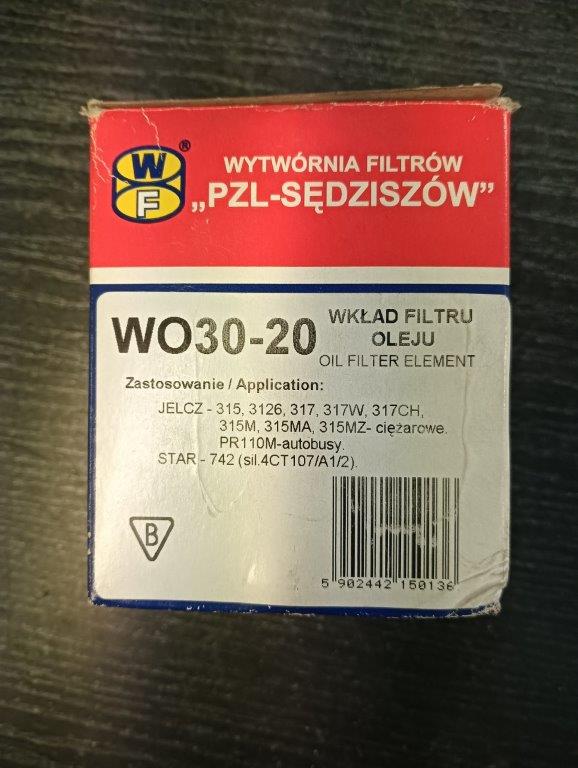 W
F
®
WYTWÓRNIA FILTRÓW
„PZL-SĘDZISZÓW”
WO30-20
WKŁAD FILTRU
OLEJU
OIL FILTER ELEMENT
Zastosowanie / Application:
JELCZ - 315, 3126, 317, 317W, 317CH,
315M, 315MA, 315MZ- ciężarowe.
PR110M-autobusy.
STAR - 742 (sil.4CT107/A1/2).
B
5 902442 150136